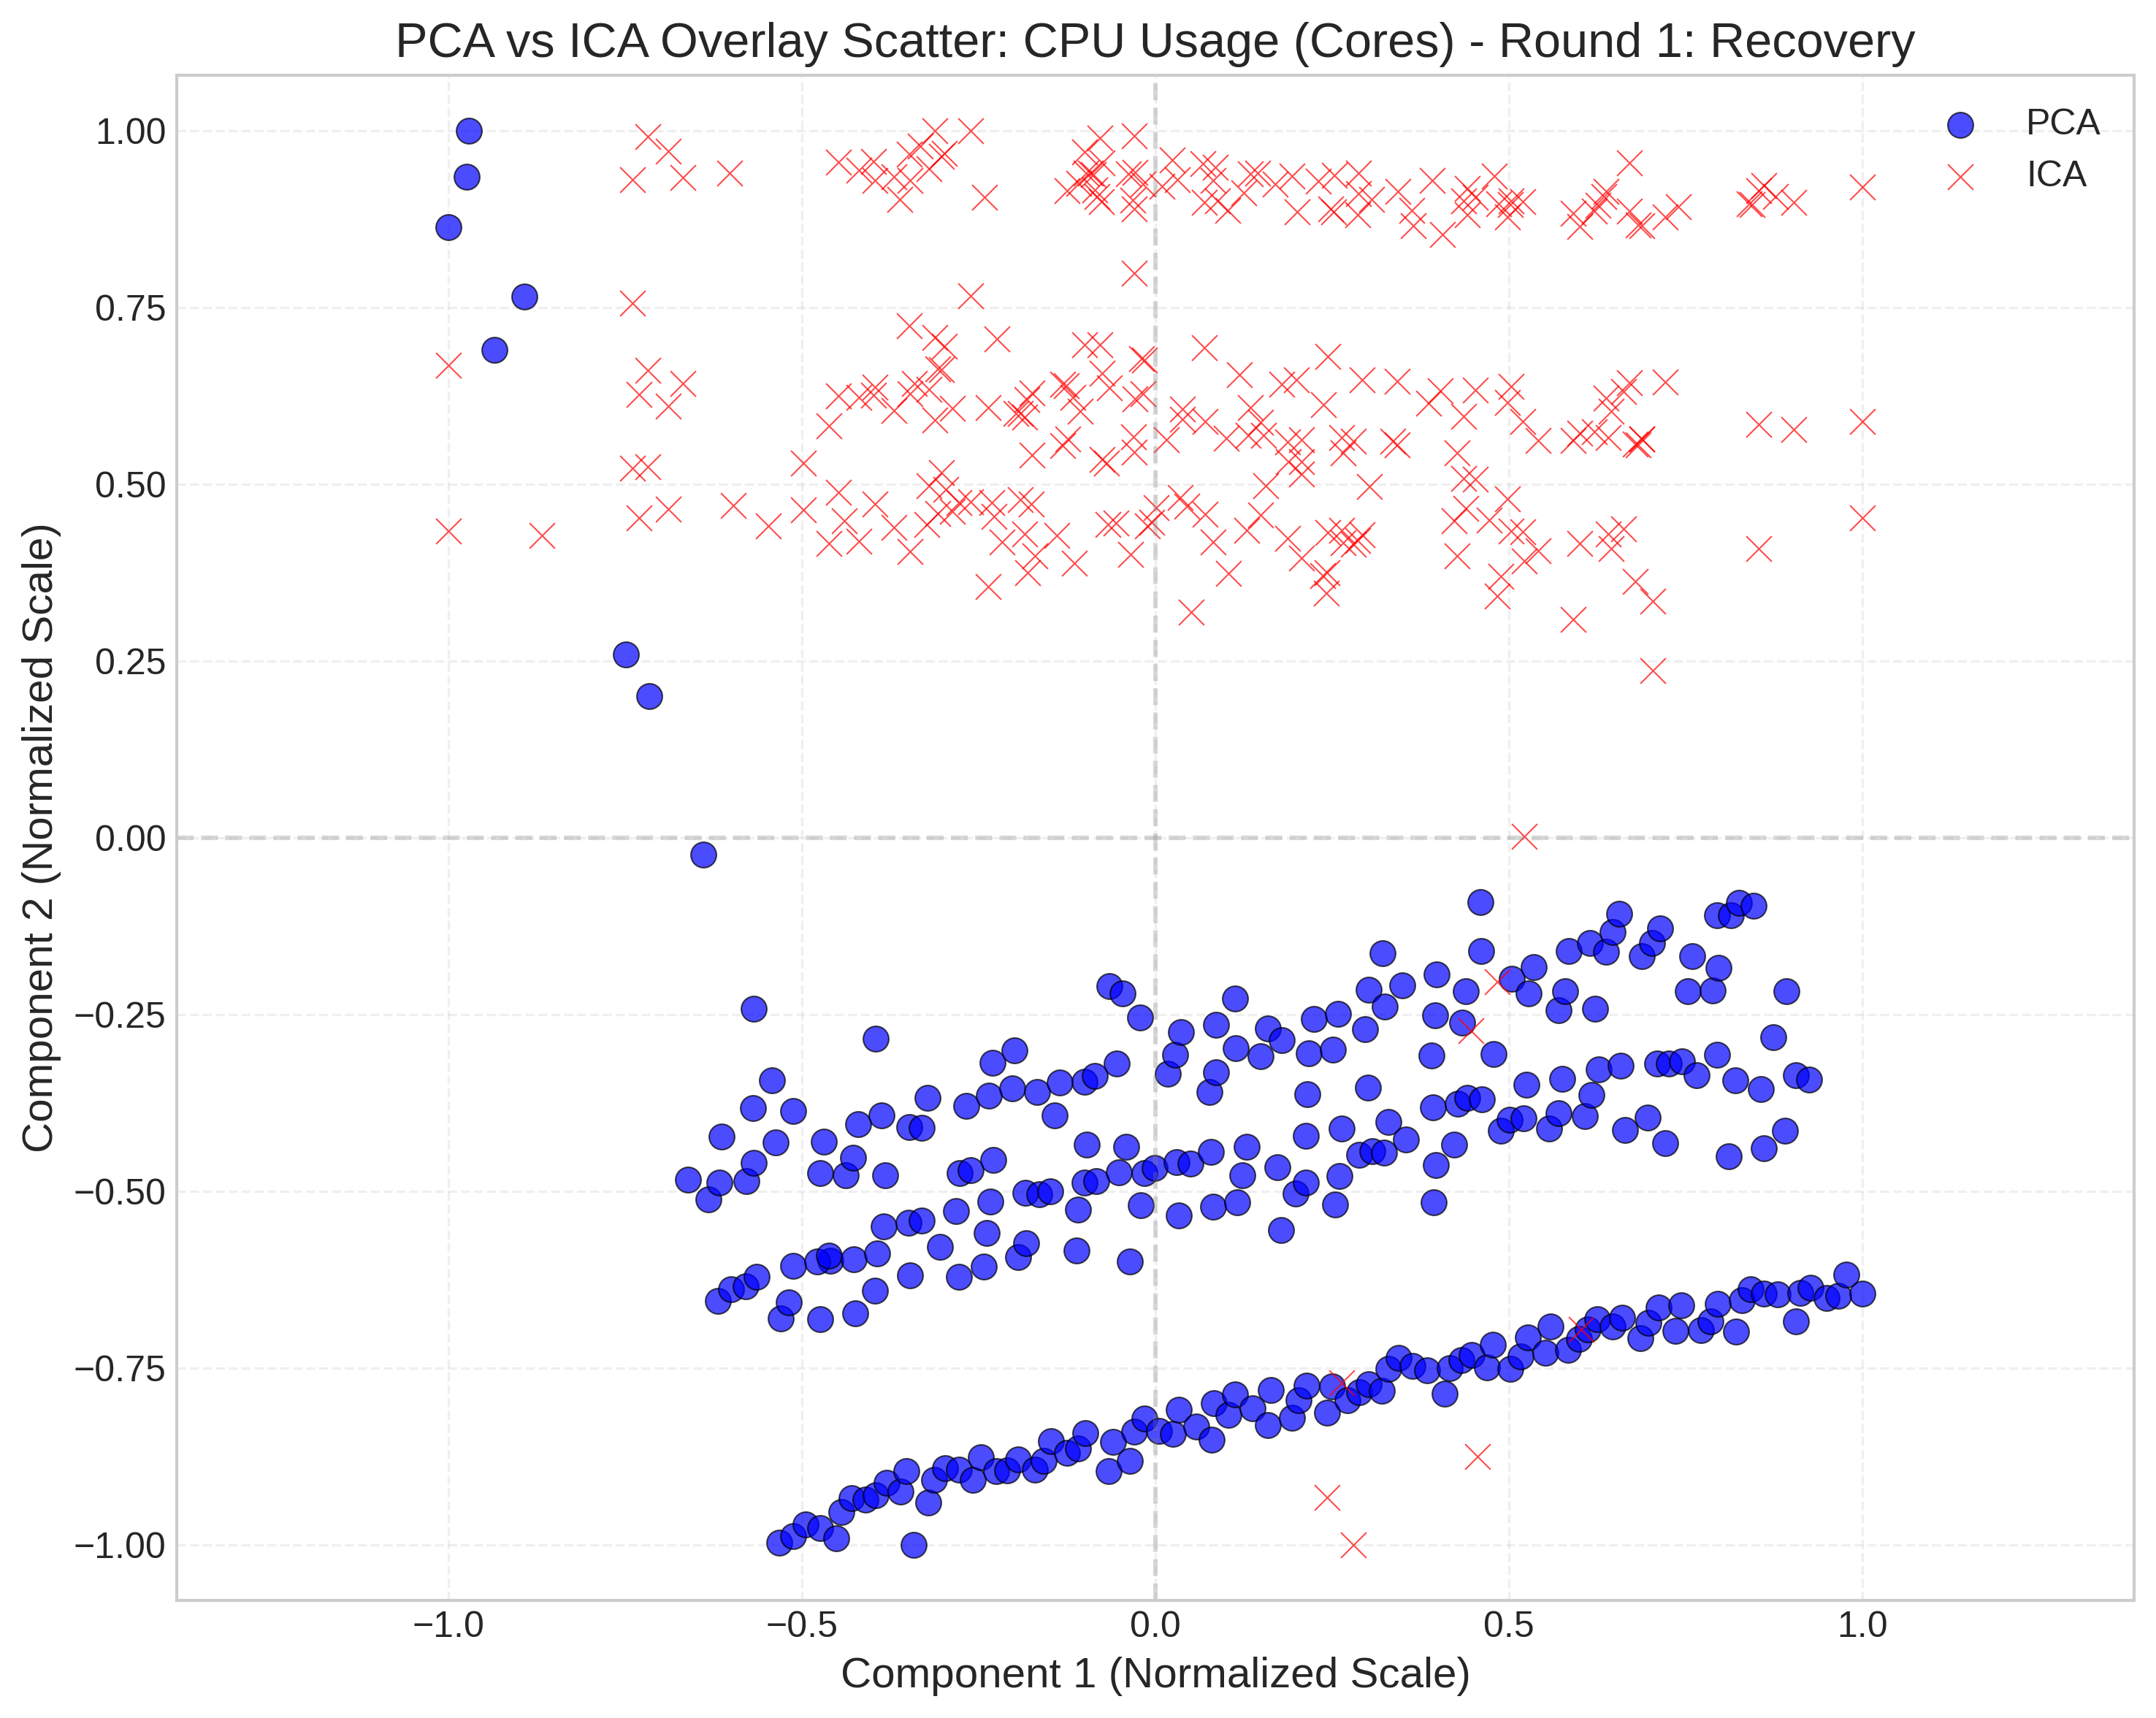 PCA vs ICA Overlay Scatter: CPU Usage (Cores) - Round 1: Recovery
PCA
ICA
1.00
0.75
0.50
0.25
0.00
−0.25
−0.50
−0.75
−1.00
Component 2 (Normalized Scale)
−1.0
−0.5
0.0
0.5
1.0
Component 1 (Normalized Scale)